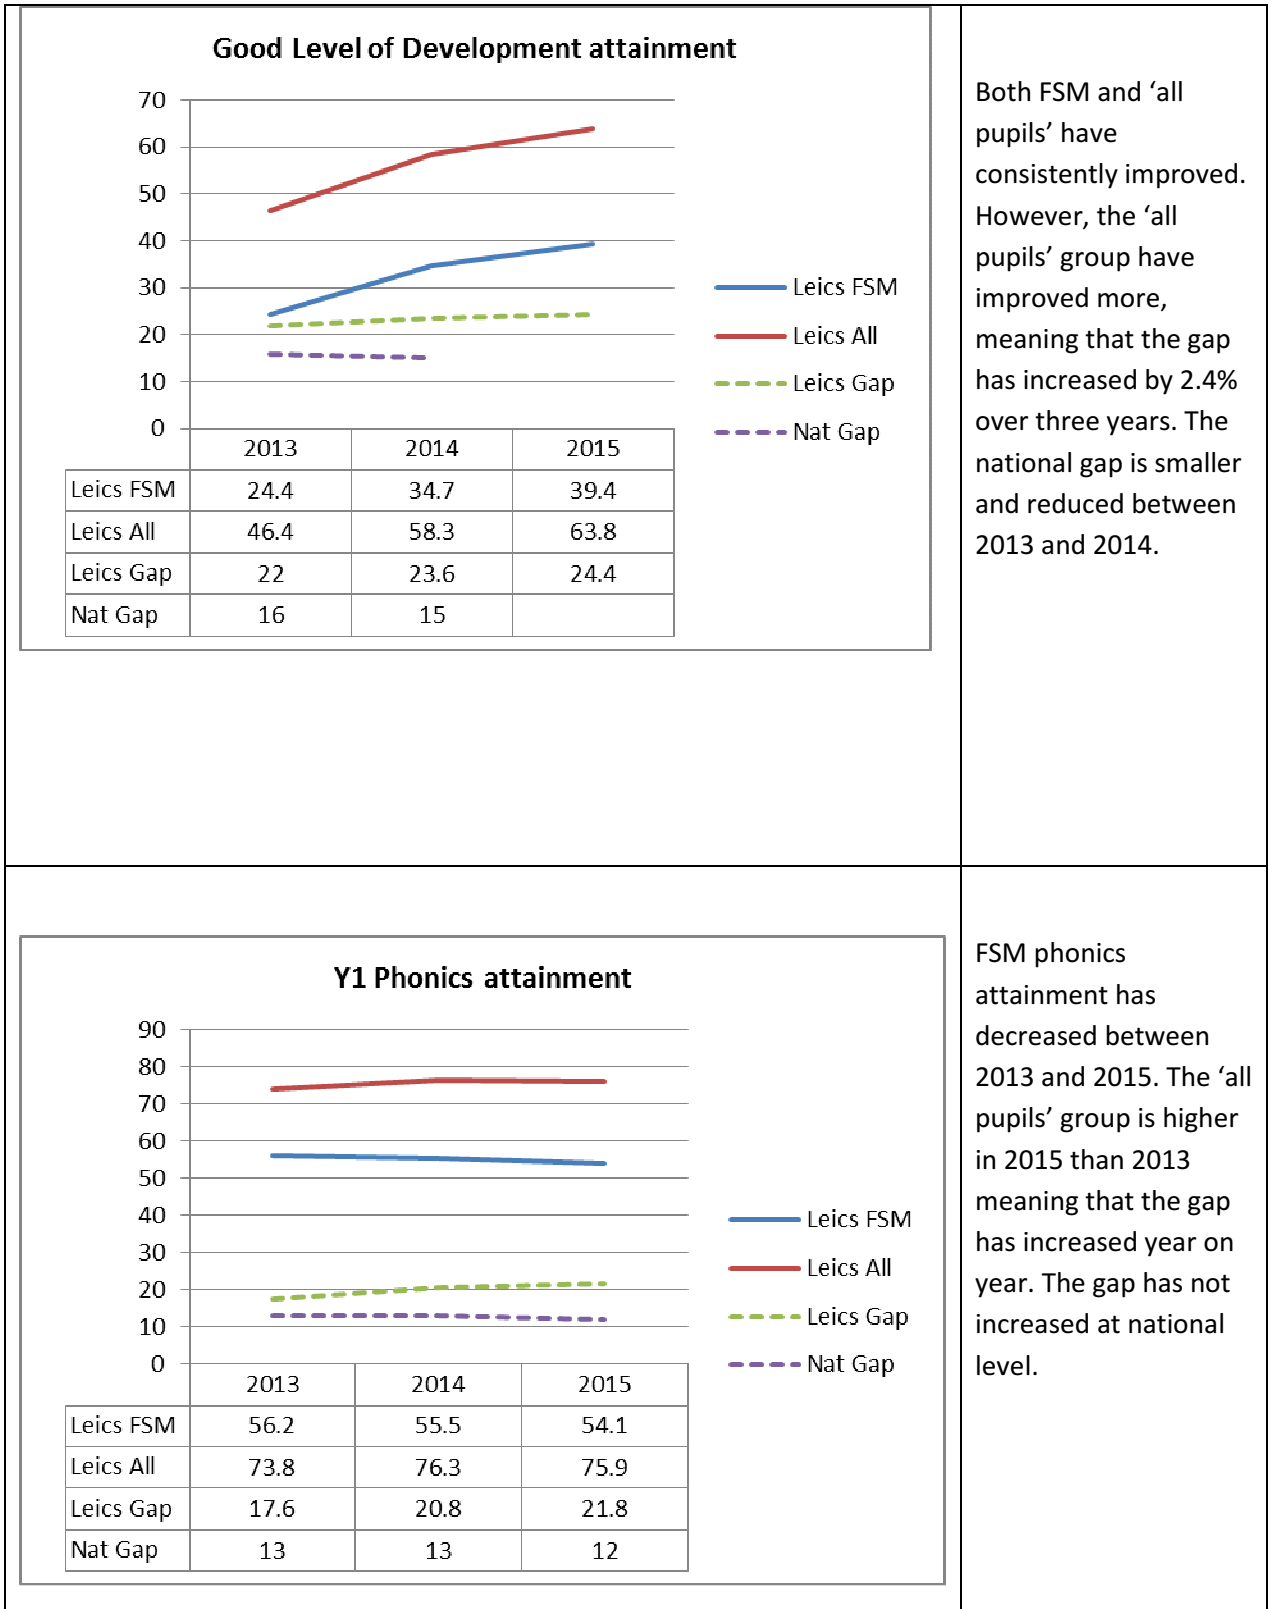 Good Level of Development attainment
70
60
50
40
30
20
10
0
Leics FSM
Leics All
Leics Gap
Nat Gap
2013 2014 2015
Leics FSM 24.4 34.7 39.4
Leics All 46.4 58.3 63.8
Leics Gap 22 23.6 24.4
Nat Gap 16 15
Both FSM and ‘all
pupils’ have
consistently improved.
However, the ‘all
pupils’ group have
improved more,
meaning that the gap
has increased by 2.4%
over three years. The
national gap is smaller
and reduced between
2013 and 2014.
Y1 Phonics attainment
90
80
70
60
50
40
30
20
10
0
Leics FSM
Leics All
Leics Gap
Nat Gap
2013 2014 2015
Leics FSM 56.2 55.5 54.1
Leics All 73.8 76.3 75.9
Leics Gap 17.6 20.8 21.8
Nat Gap 13 13 12
FSM phonics
attainment has
decreased between
2013 and 2015. The ‘all
pupils’ group is higher
in 2015 than 2013
meaning that the gap
has increased year on
year. The gap has not
increased at national
level.